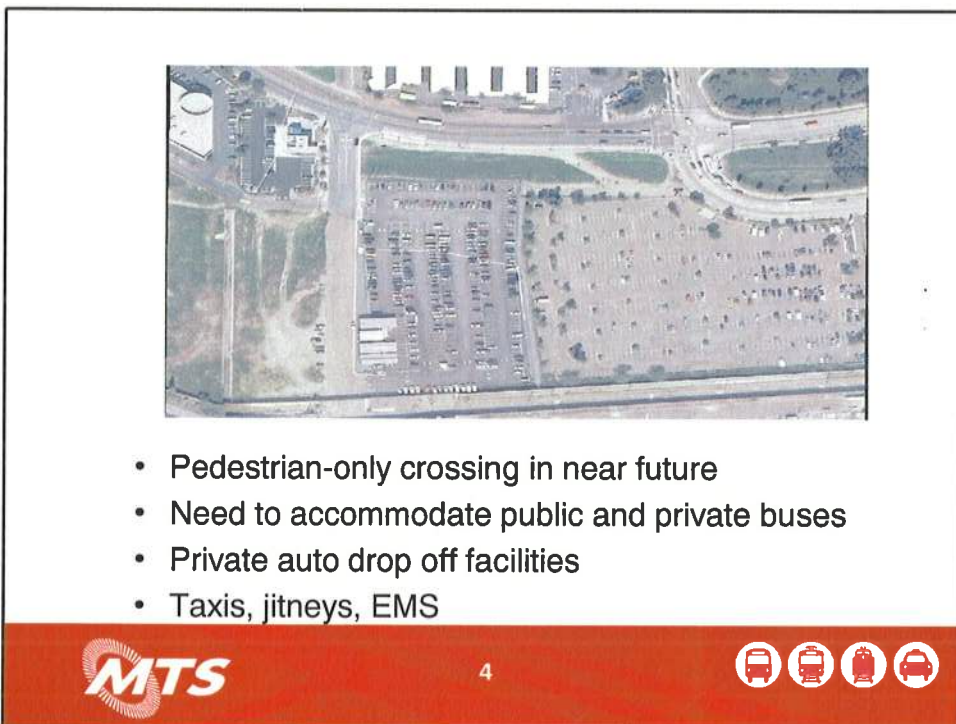 • Pedestrian-only crossing in near future
• Need to accommodate public and private buses
• Private auto drop off facilities
• Taxis, jitneys, EMS
MTS
4